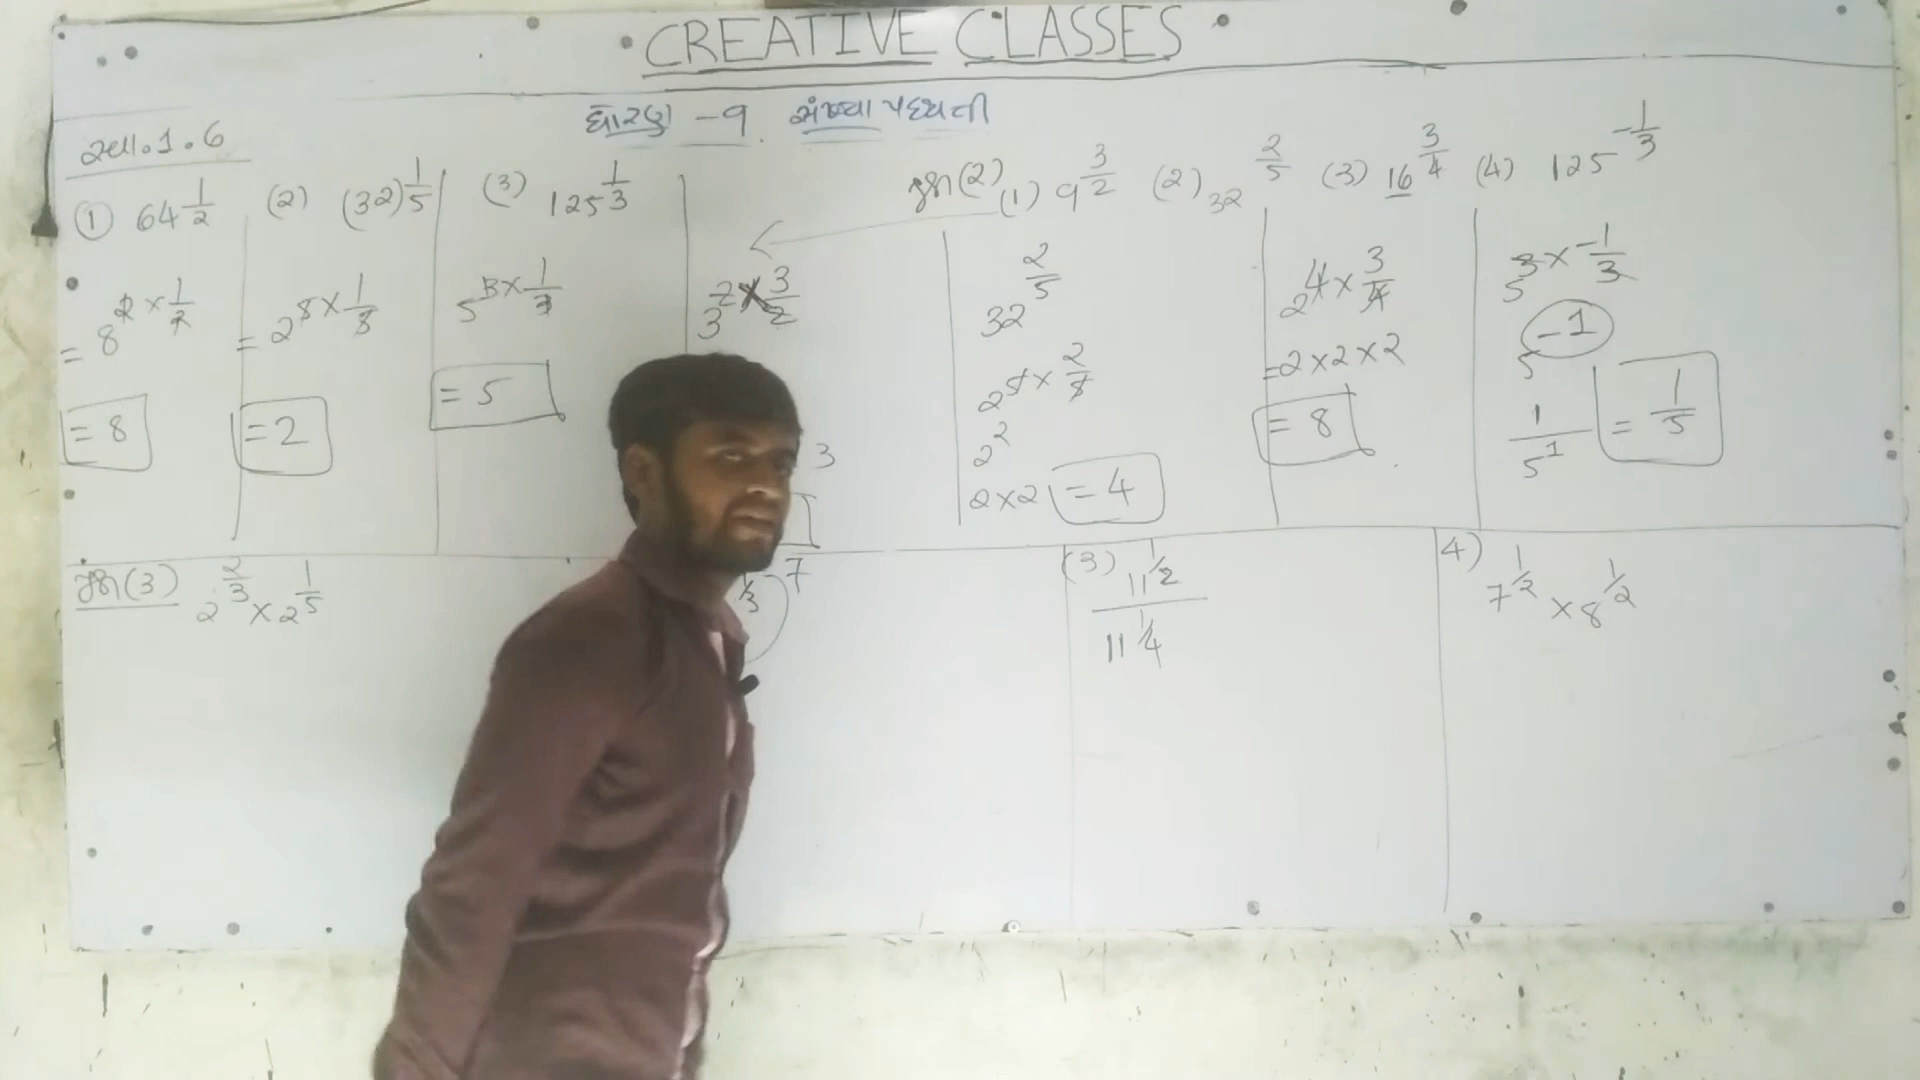 CREATIVE CLASSES
ધોરણ - 9. સંખ્યા પધ્ધતી
સ્વા. 1.6
① 64^{1/2} (2) (32)^{1/5} (3) 125^{1/3}
= 8^{2 × 1/2}
= 8
= 2^{5 × 1/5}
= 2
5^{3 × 1/3}
= 5
પ્રશ્ન (2) (1) 9^{3/2} (2) 32^{2/5} (3) 16^{3/4} (4) 125^{-1/3}
3^{2 × 3/2}
3
7
32^{2/5}
2^{5 × 2/5}
2^2
2 × 2 = 4
2^{4 × 3/4}
= 2 × 2 × 2
= 8
5^{3 × -1/3}
5^{-1}
1/5^1 = 1/5
પ્રશ્ન (3) 2^{2/3} × 2^{1/5}
(3) 11^{1/2} / 11^{1/4}
4) 7^{1/2} × 8^{1/2}